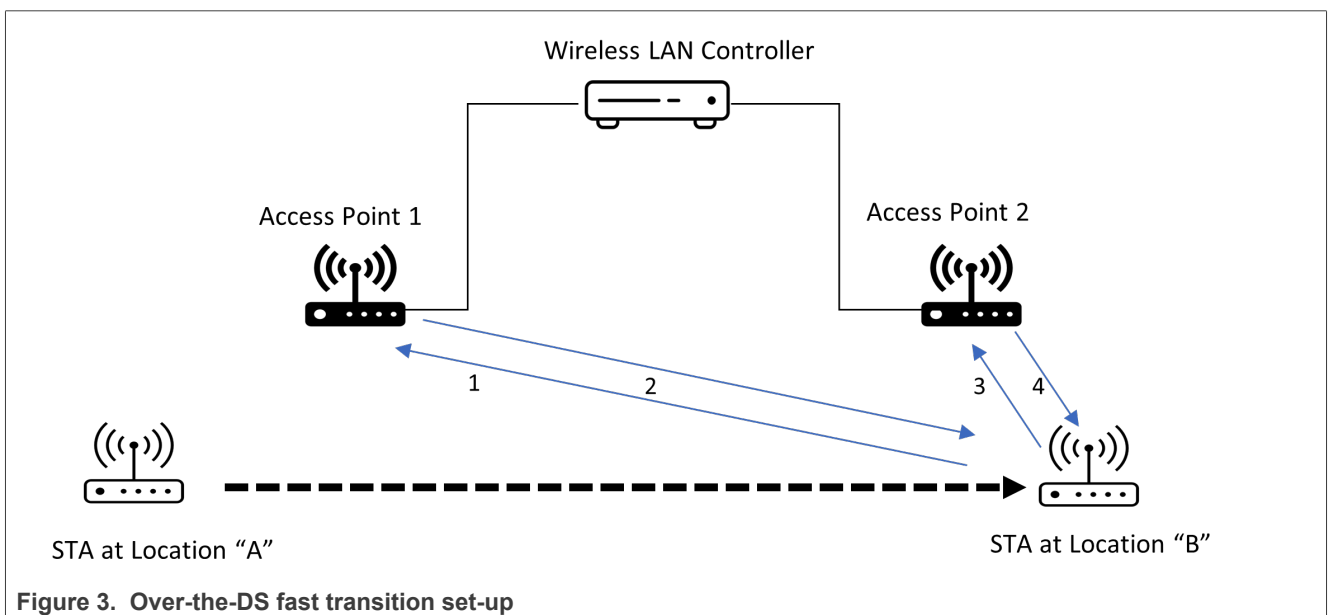 Wireless LAN Controller
Access Point 1
Access Point 2
1
2
3
4
STA at Location “A”
STA at Location “B”
Figure 3. Over-the-DS fast transition set-up